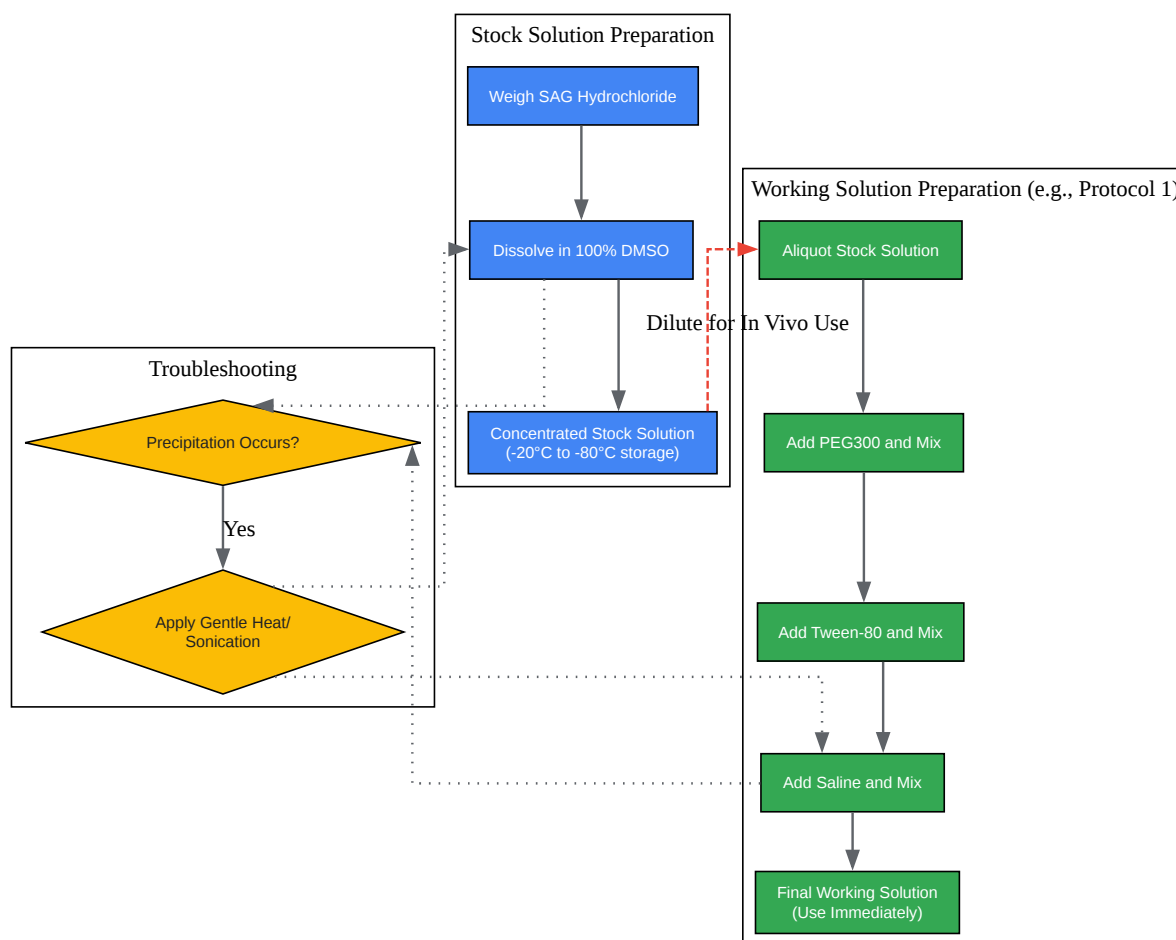 Stock Solution Preparation
Weigh SAG Hydrochloride
Dissolve in 100% DMSO
Concentrated Stock Solution
(-20°C to -80°C storage)
Dilute for In Vivo Use
Working Solution Preparation (e.g., Protocol 1)
Aliquot Stock Solution
Add PEG300 and Mix
Add Tween-80 and Mix
Add Saline and Mix
Final Working Solution
(Use Immediately)
Troubleshooting
Precipitation Occurs?
Yes
Apply Gentle Heat/
Sonication